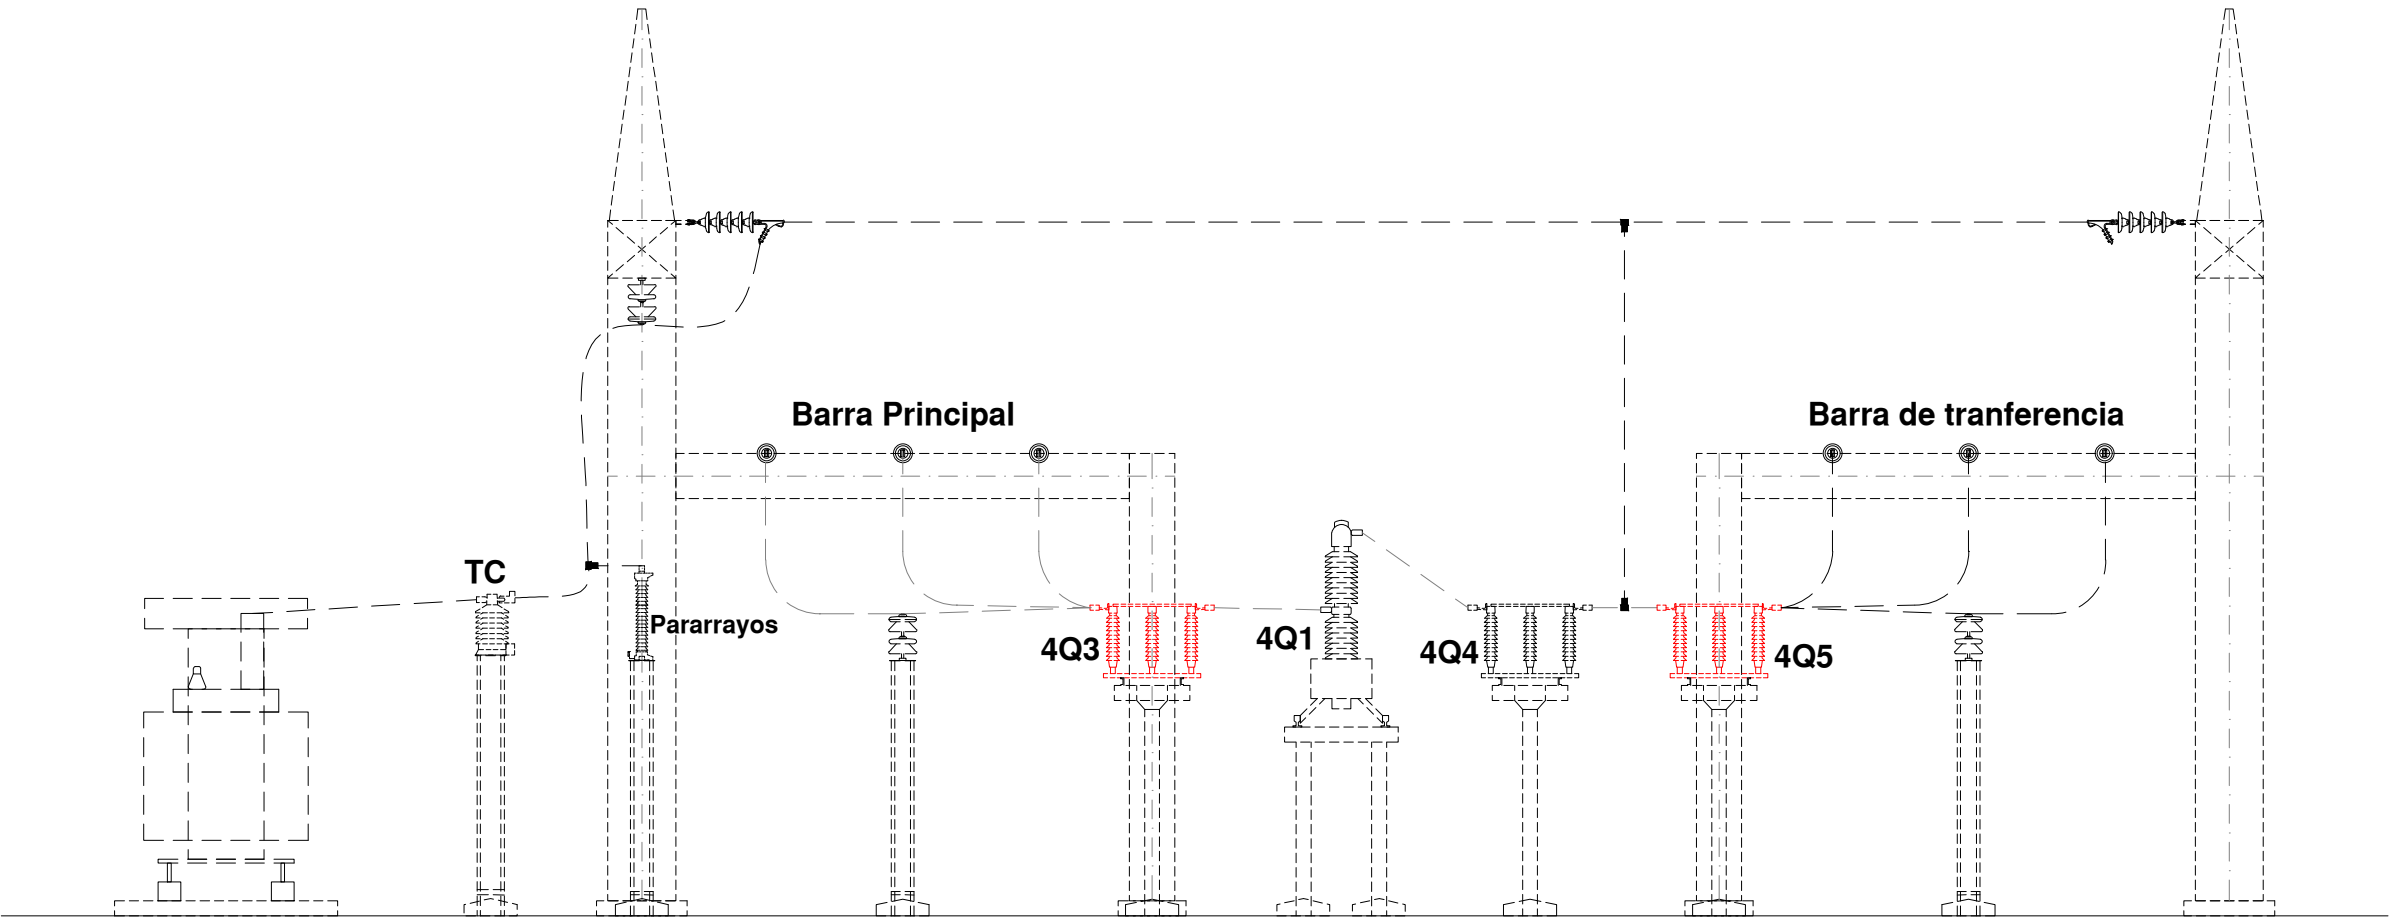 Barra Principal
Barra de tranferencia
TC
Pararrayos
4Q3
4Q1
4Q4
4Q5